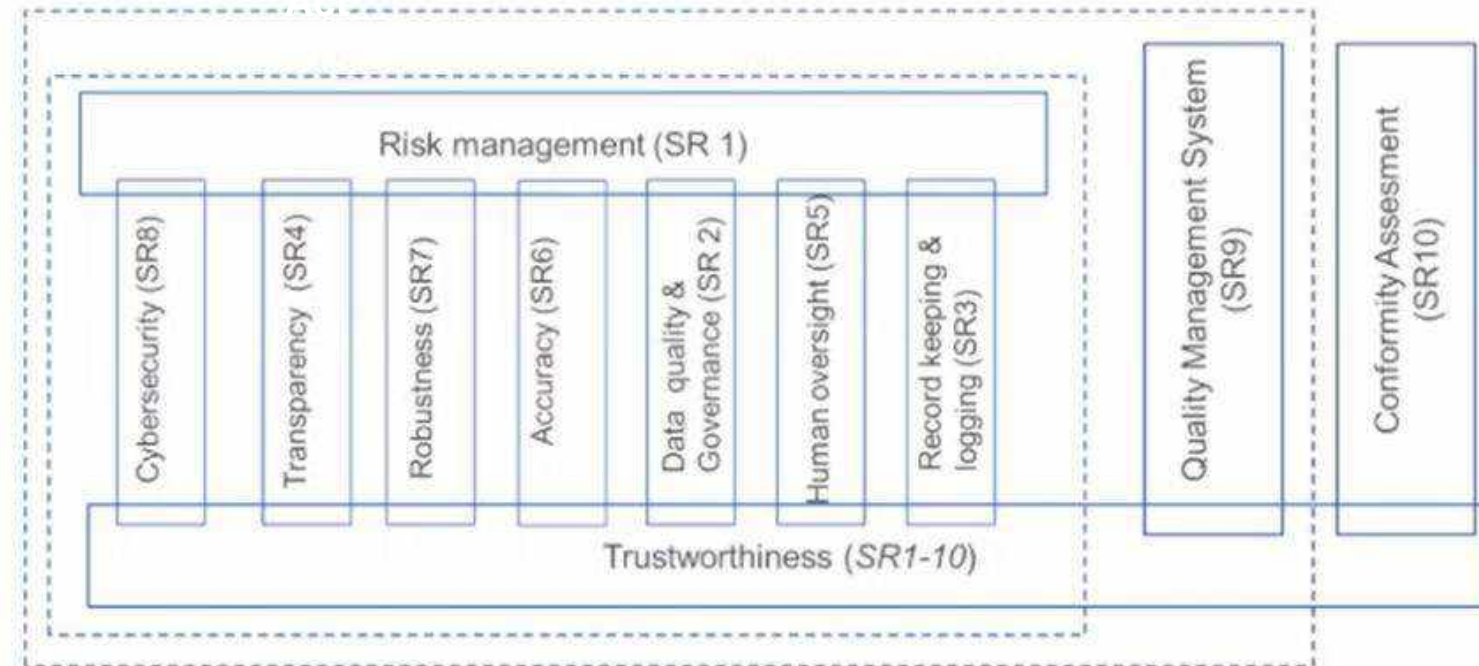 Risk management (SR 1)
Cybersecurity (SR8)
Transparency (SR4)
Robustness (SR7)
Accuracy (SR6)
Data quality &
Governance (SR 2)
Human oversight (SR5)
Record keeping &
logging (SR3)
Quality Management System
(SR9)
Conformity Assesment
(SR10)
Trustworthiness (SR1-10)